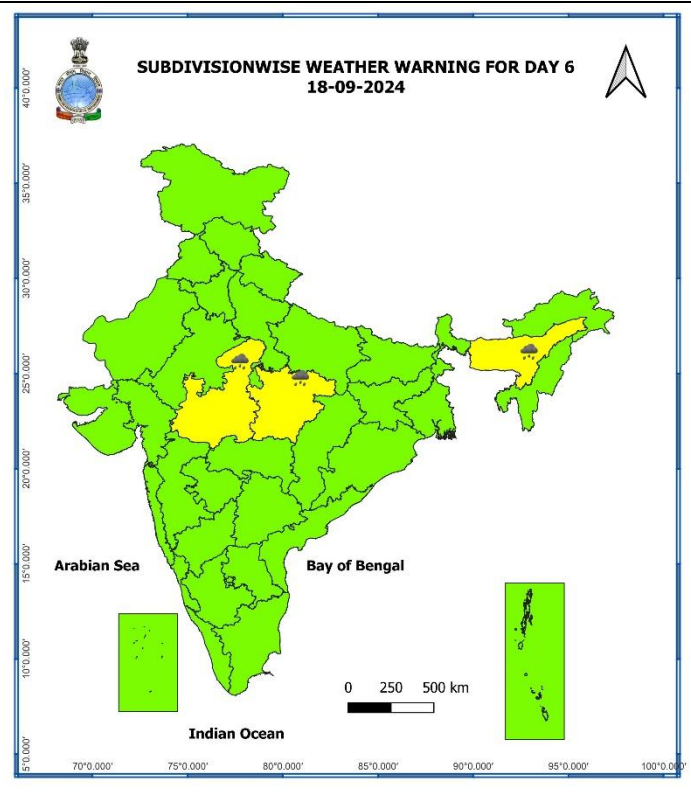 SUBDIVISIONWISE WEATHER WARNING FOR DAY 6
18-09-2024
40°0.000'
35°0.000'
30°0.000'
25°0.000'
20°0.000'
15°0.000'
10°0.000'
5°0.000'
Arabian Sea
Bay of Bengal
0 250 500 km
Indian Ocean
70°0.000' 75°0.000' 80°0.000' 85°0.000' 90°0.000' 95°0.000' 100°0.000'